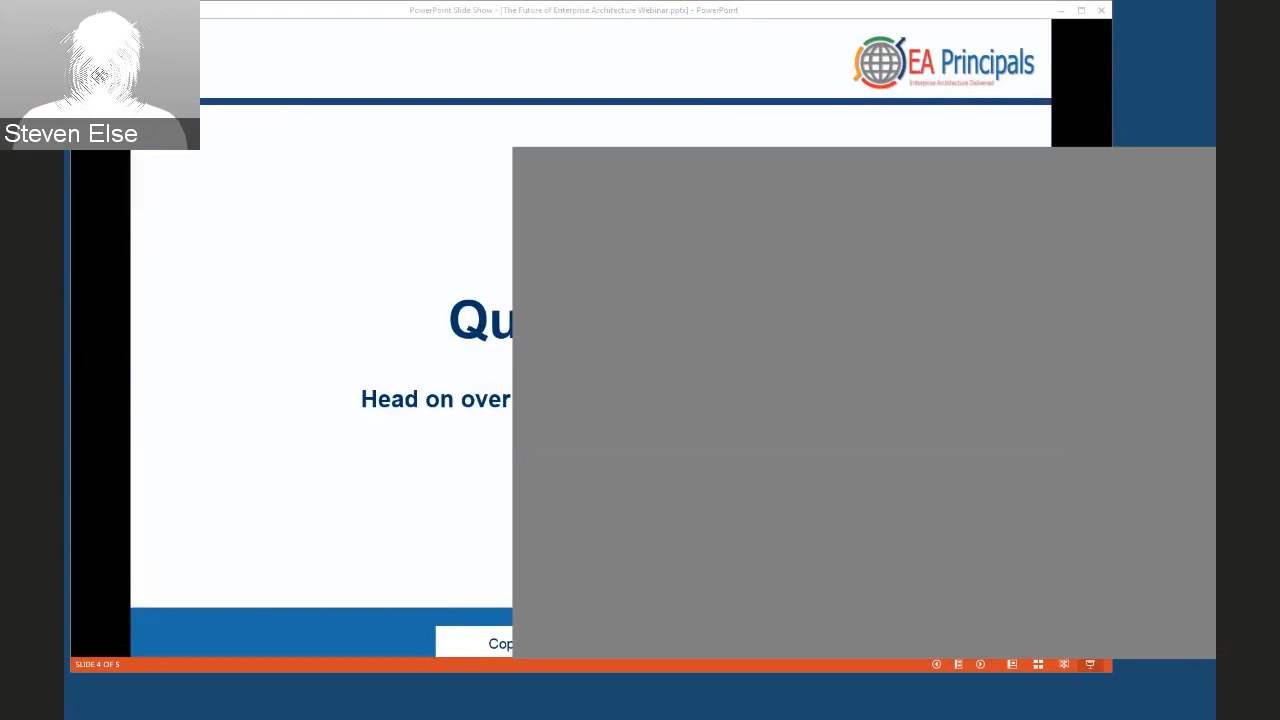 PowerPoint Slide Show - [The Future of Enterprise Architecture Webinar.pptx] - PowerPoint
EA Principals
Enterprise Architecture Delivered
Steven Else
Qu
Head on over
Cop
SLIDE 4 OF 5